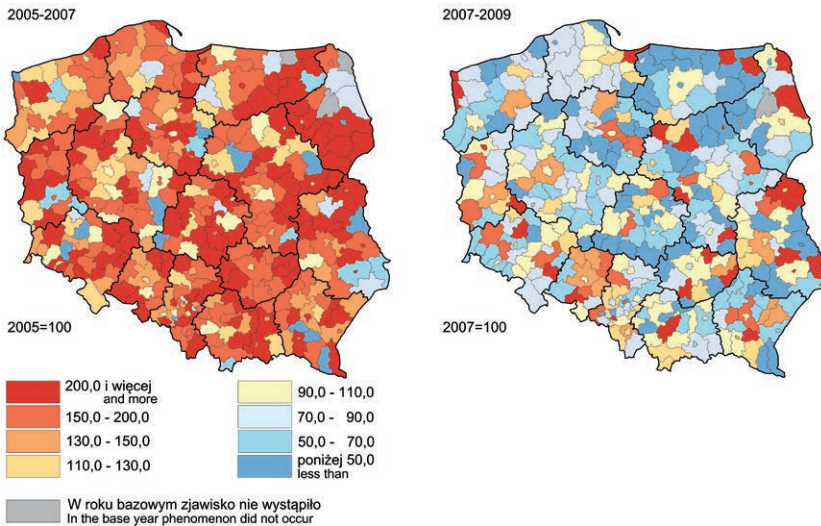 2005-2007
2007-2009
2005=100
2007=100
200,0 i więcej
and more
150,0 - 200,0
130,0 - 150,0
110,0 - 130,0
90,0 - 110,0
70,0 - 90,0
50,0 - 70,0
poniżej 50,0
less than
W roku bazowym zjawisko nie wystąpiło
In the base year phenomenon did not occur